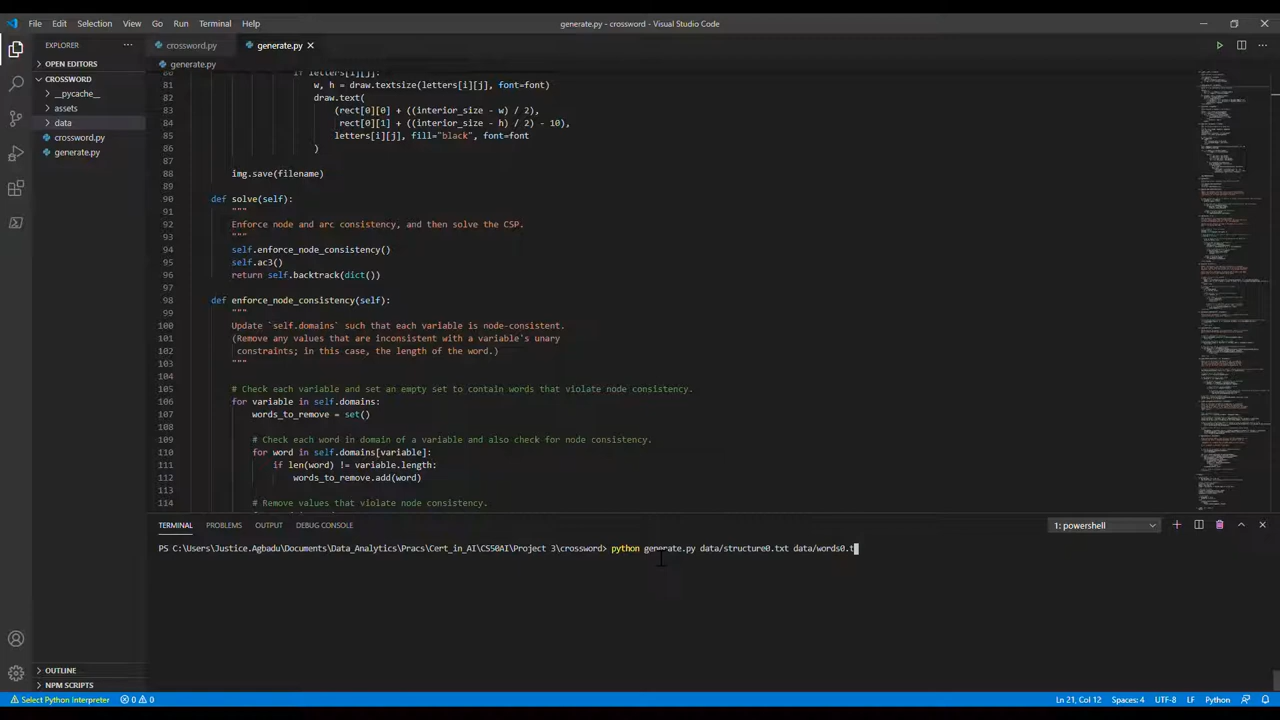 File Edit Selection View Go Run Terminal Help
generate.py - crossword - Visual Studio Code
EXPLORER
OPEN EDITORS
CROSSWORD
__pycache__
assets
data
crossword.py
generate.py
OUTLINE
NPM SCRIPTS
crossword.py generate.py
generate.py
80 if letters[i][j]:
81 w, h = draw.textsize(letters[i][j], font=font)
82 draw.text(
83 (rect[0][0] + ((interior_size - w) / 2),
84 rect[0][1] + ((interior_size - h) / 2) - 10),
85 letters[i][j], fill="black", font=font
86 )
87
88 img.save(filename)
89
90 def solve(self):
91 """
92 Enforce node and arc consistency, and then solve the CSP.
93 """
94 self.enforce_node_consistency()
95 self.ac3()
96 return self.backtrack(dict())
97
98 def enforce_node_consistency(self):
99 """
100 Update `self.domains` such that each variable is node-consistent.
101 (Remove any values that are inconsistent with a variable's unary
102 constraints; in this case, the length of the word.)
103 """
104
105 # Check each variable and set an empty set to contain words that violate node consistency.
106 for variable in self.domains:
107 words_to_remove = set()
108
109 # Check each word in domain of a variable and also check for node consistency.
110 for word in self.domains[variable]:
111 if len(word) != variable.length:
112 words_to_remove.add(word)
113
114 # Remove values that violate node consistency.
TERMINAL PROBLEMS OUTPUT DEBUG CONSOLE
1: powershell
PS C:\Users\Justice.Agbadu\Documents\Data_Analytics\Pracs\Cert_in_AI\CS50AI\Project 3\crossword> python generate.py data/structure0.txt data/words0.t
Select Python interpreter 0 0
Ln 21, Col 12 Spaces: 4 UTF-8 LF Python